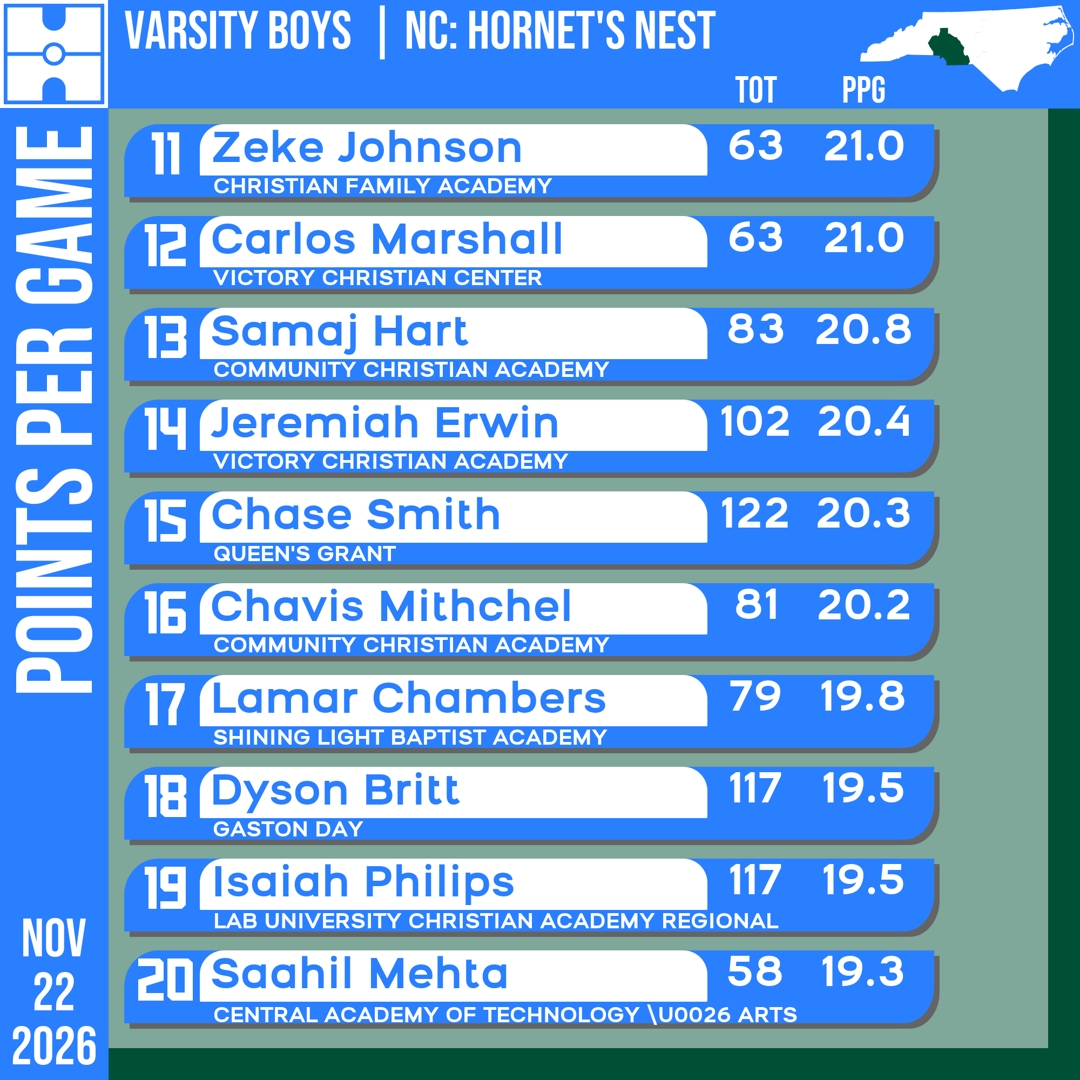 VARSITY BOYS | NC: HORNET'S NEST
TOT PPG
POINTS PER GAME
11 Zeke Johnson 63 21.0
CHRISTIAN FAMILY ACADEMY
12 Carlos Marshall 63 21.0
VICTORY CHRISTIAN CENTER
13 Samaj Hart 83 20.8
COMMUNITY CHRISTIAN ACADEMY
14 Jeremiah Erwin 102 20.4
VICTORY CHRISTIAN ACADEMY
15 Chase Smith 122 20.3
QUEEN'S GRANT
16 Chavis Mithchel 81 20.2
COMMUNITY CHRISTIAN ACADEMY
17 Lamar Chambers 79 19.8
SHINING LIGHT BAPTIST ACADEMY
18 Dyson Britt 117 19.5
GASTON DAY
19 Isaiah Philips 117 19.5
LAB UNIVERSITY CHRISTIAN ACADEMY REGIONAL
20 Saahil Mehta 58 19.3
CENTRAL ACADEMY OF TECHNOLOGY \U0026 ARTS
NOV
22
2026